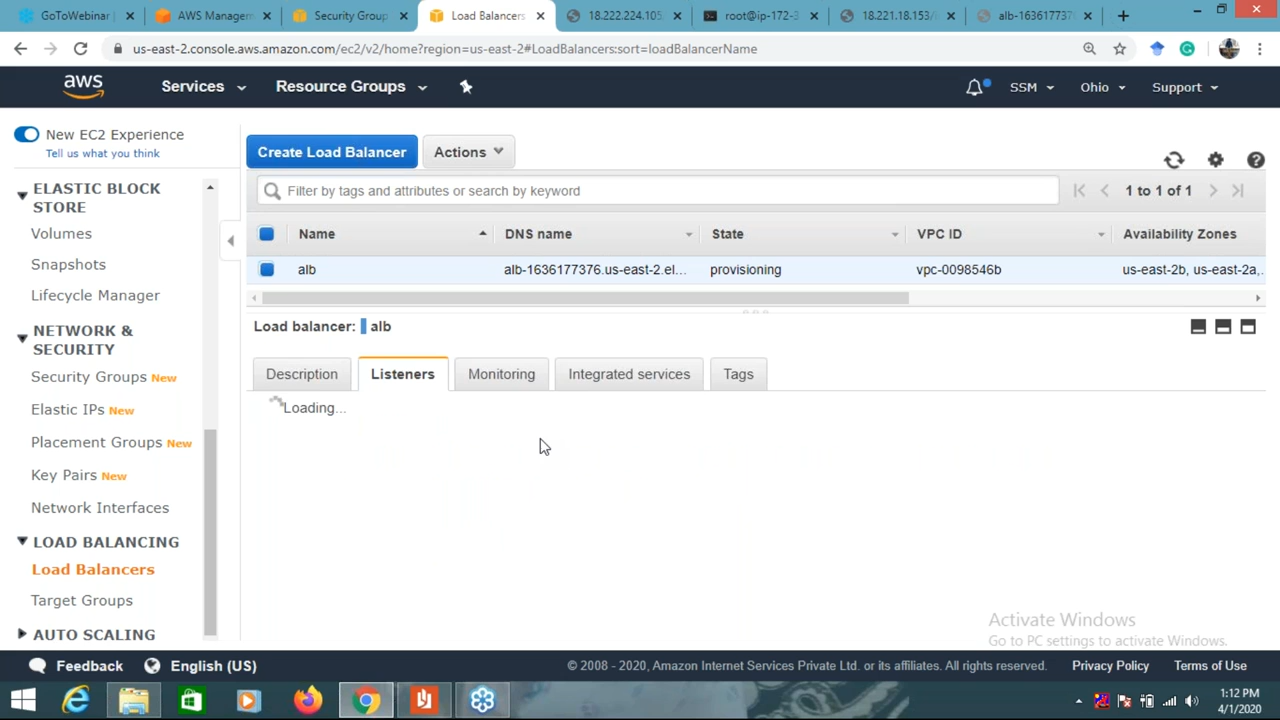 GoToWebinar
AWS Managem
Security Group
Load Balancers
18.222.224.105
root@ip-172-3
18.221.18.153/
alb-163617737
us-east-2.console.aws.amazon.com/ec2/v2/home?region=us-east-2#LoadBalancers:sort=loadBalancerName
aws
Services
Resource Groups
SSM
Ohio
Support
New EC2 Experience
Tell us what you think
ELASTIC BLOCK
STORE
Volumes
Snapshots
Lifecycle Manager
NETWORK &
SECURITY
Security Groups New
Elastic IPs New
Placement Groups New
Key Pairs New
Network Interfaces
LOAD BALANCING
Load Balancers
Target Groups
AUTO SCALING
Create Load Balancer
Actions
Filter by tags and attributes or search by keyword
1 to 1 of 1
Name
DNS name
State
VPC ID
Availability Zones
alb
alb-1636177376.us-east-2.el...
provisioning
vpc-0098546b
us-east-2b, us-east-2a,..
Load balancer: alb
Description
Listeners
Monitoring
Integrated services
Tags
Loading...
Activate Windows
Go to PC settings to activate Windows.
Feedback
English (US)
© 2008 - 2020, Amazon Internet Services Private Ltd. or its affiliates. All rights reserved.
Privacy Policy
Terms of Use
1:12 PM
4/1/2020